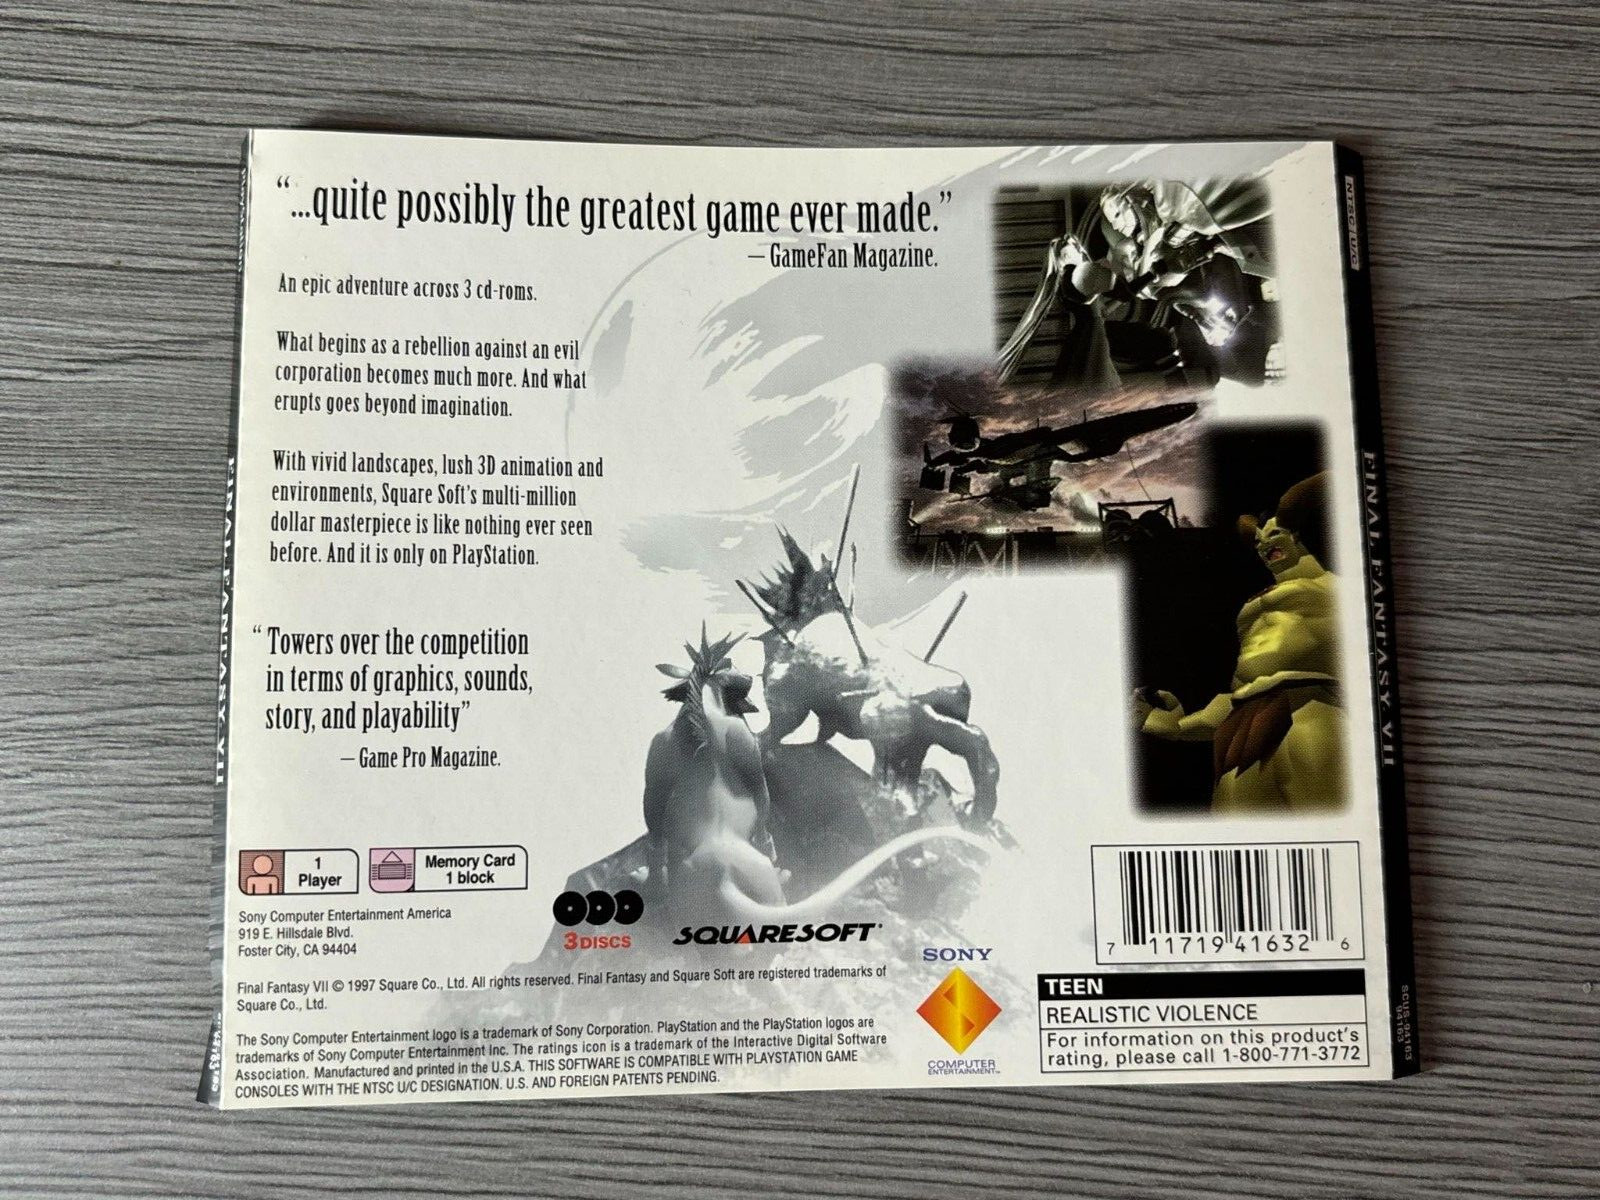 "...quite possibly the greatest game ever made."
— GameFan Magazine.
An epic adventure across 3 cd-roms.
What begins as a rebellion against an evil
corporation becomes much more. And what
erupts goes beyond imagination.
With vivid landscapes, lush 3D animation and
environments, Square Soft's multi-million
dollar masterpiece is like nothing ever seen
before. And it is only on PlayStation.
"Towers over the competition
in terms of graphics, sounds,
story, and playability"
— Game Pro Magazine.
1
Player
Memory Card
1 block
Sony Computer Entertainment America
919 E. Hillsdale Blvd.
Foster City, CA 94404
3 DISCS
SQUARESOFT
SONY
COMPUTER
ENTERTAINMENT™
Final Fantasy VII © 1997 Square Co., Ltd. All rights reserved. Final Fantasy and Square Soft are registered trademarks of
Square Co., Ltd.
The Sony Computer Entertainment logo is a trademark of Sony Corporation. PlayStation and the PlayStation logos are
trademarks of Sony Computer Entertainment Inc. The ratings icon is a trademark of the Interactive Digital Software
Association. Manufactured and printed in the U.S.A. THIS SOFTWARE IS COMPATIBLE WITH PLAYSTATION GAME
CONSOLES WITH THE NTSC U/C DESIGNATION. U.S. AND FOREIGN PATENTS PENDING.
7 11719 41632 6
TEEN
REALISTIC VIOLENCE
For information on this product's
rating, please call 1-800-771-3772
NTSC U/C
FINAL FANTASY VII
SCUS-94163
94163
FINAL FANTASY VII